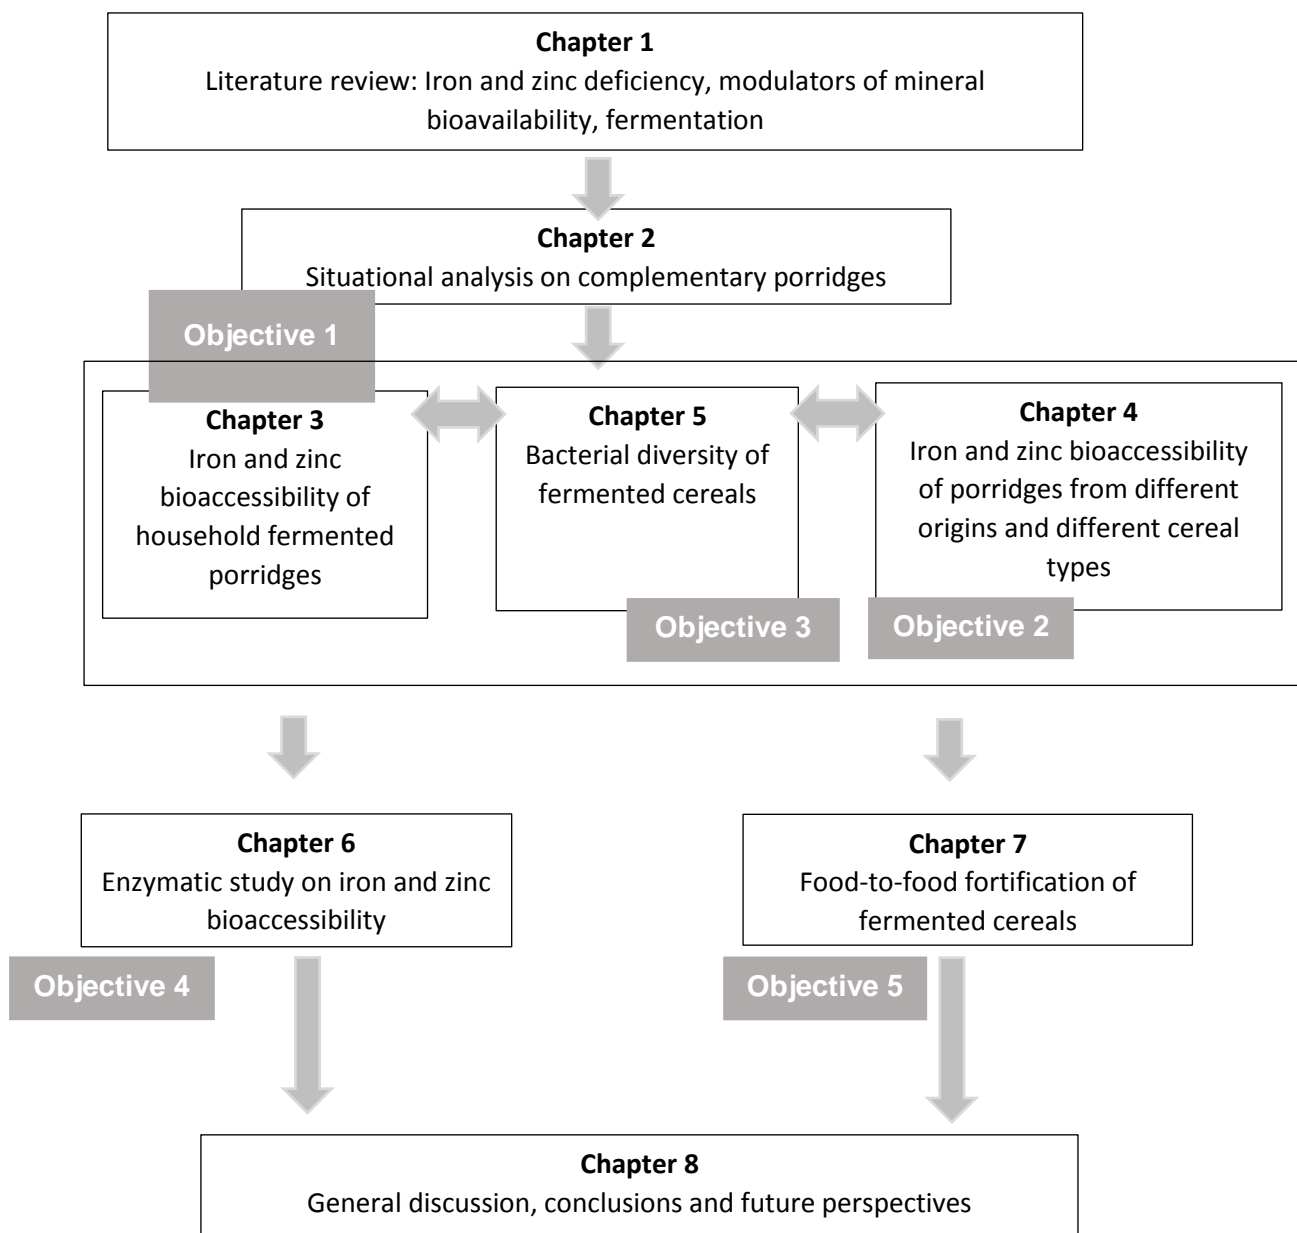 Chapter 1
Literature review: Iron and zinc deficiency, modulators of mineral
bioavailability, fermentation
Chapter 2
Situational analysis on complementary porridges
Objective 1
Chapter 3
Iron and zinc
bioaccessibility of
household fermented
porridges
Chapter 5
Bacterial diversity of
fermented cereals
Objective 3
Chapter 4
Iron and zinc bioaccessibility
of porridges from different
origins and different cereal
types
Objective 2
Chapter 6
Enzymatic study on iron and zinc
bioaccessibility
Objective 4
Chapter 7
Food-to-food fortification of
fermented cereals
Objective 5
Chapter 8
General discussion, conclusions and future perspectives